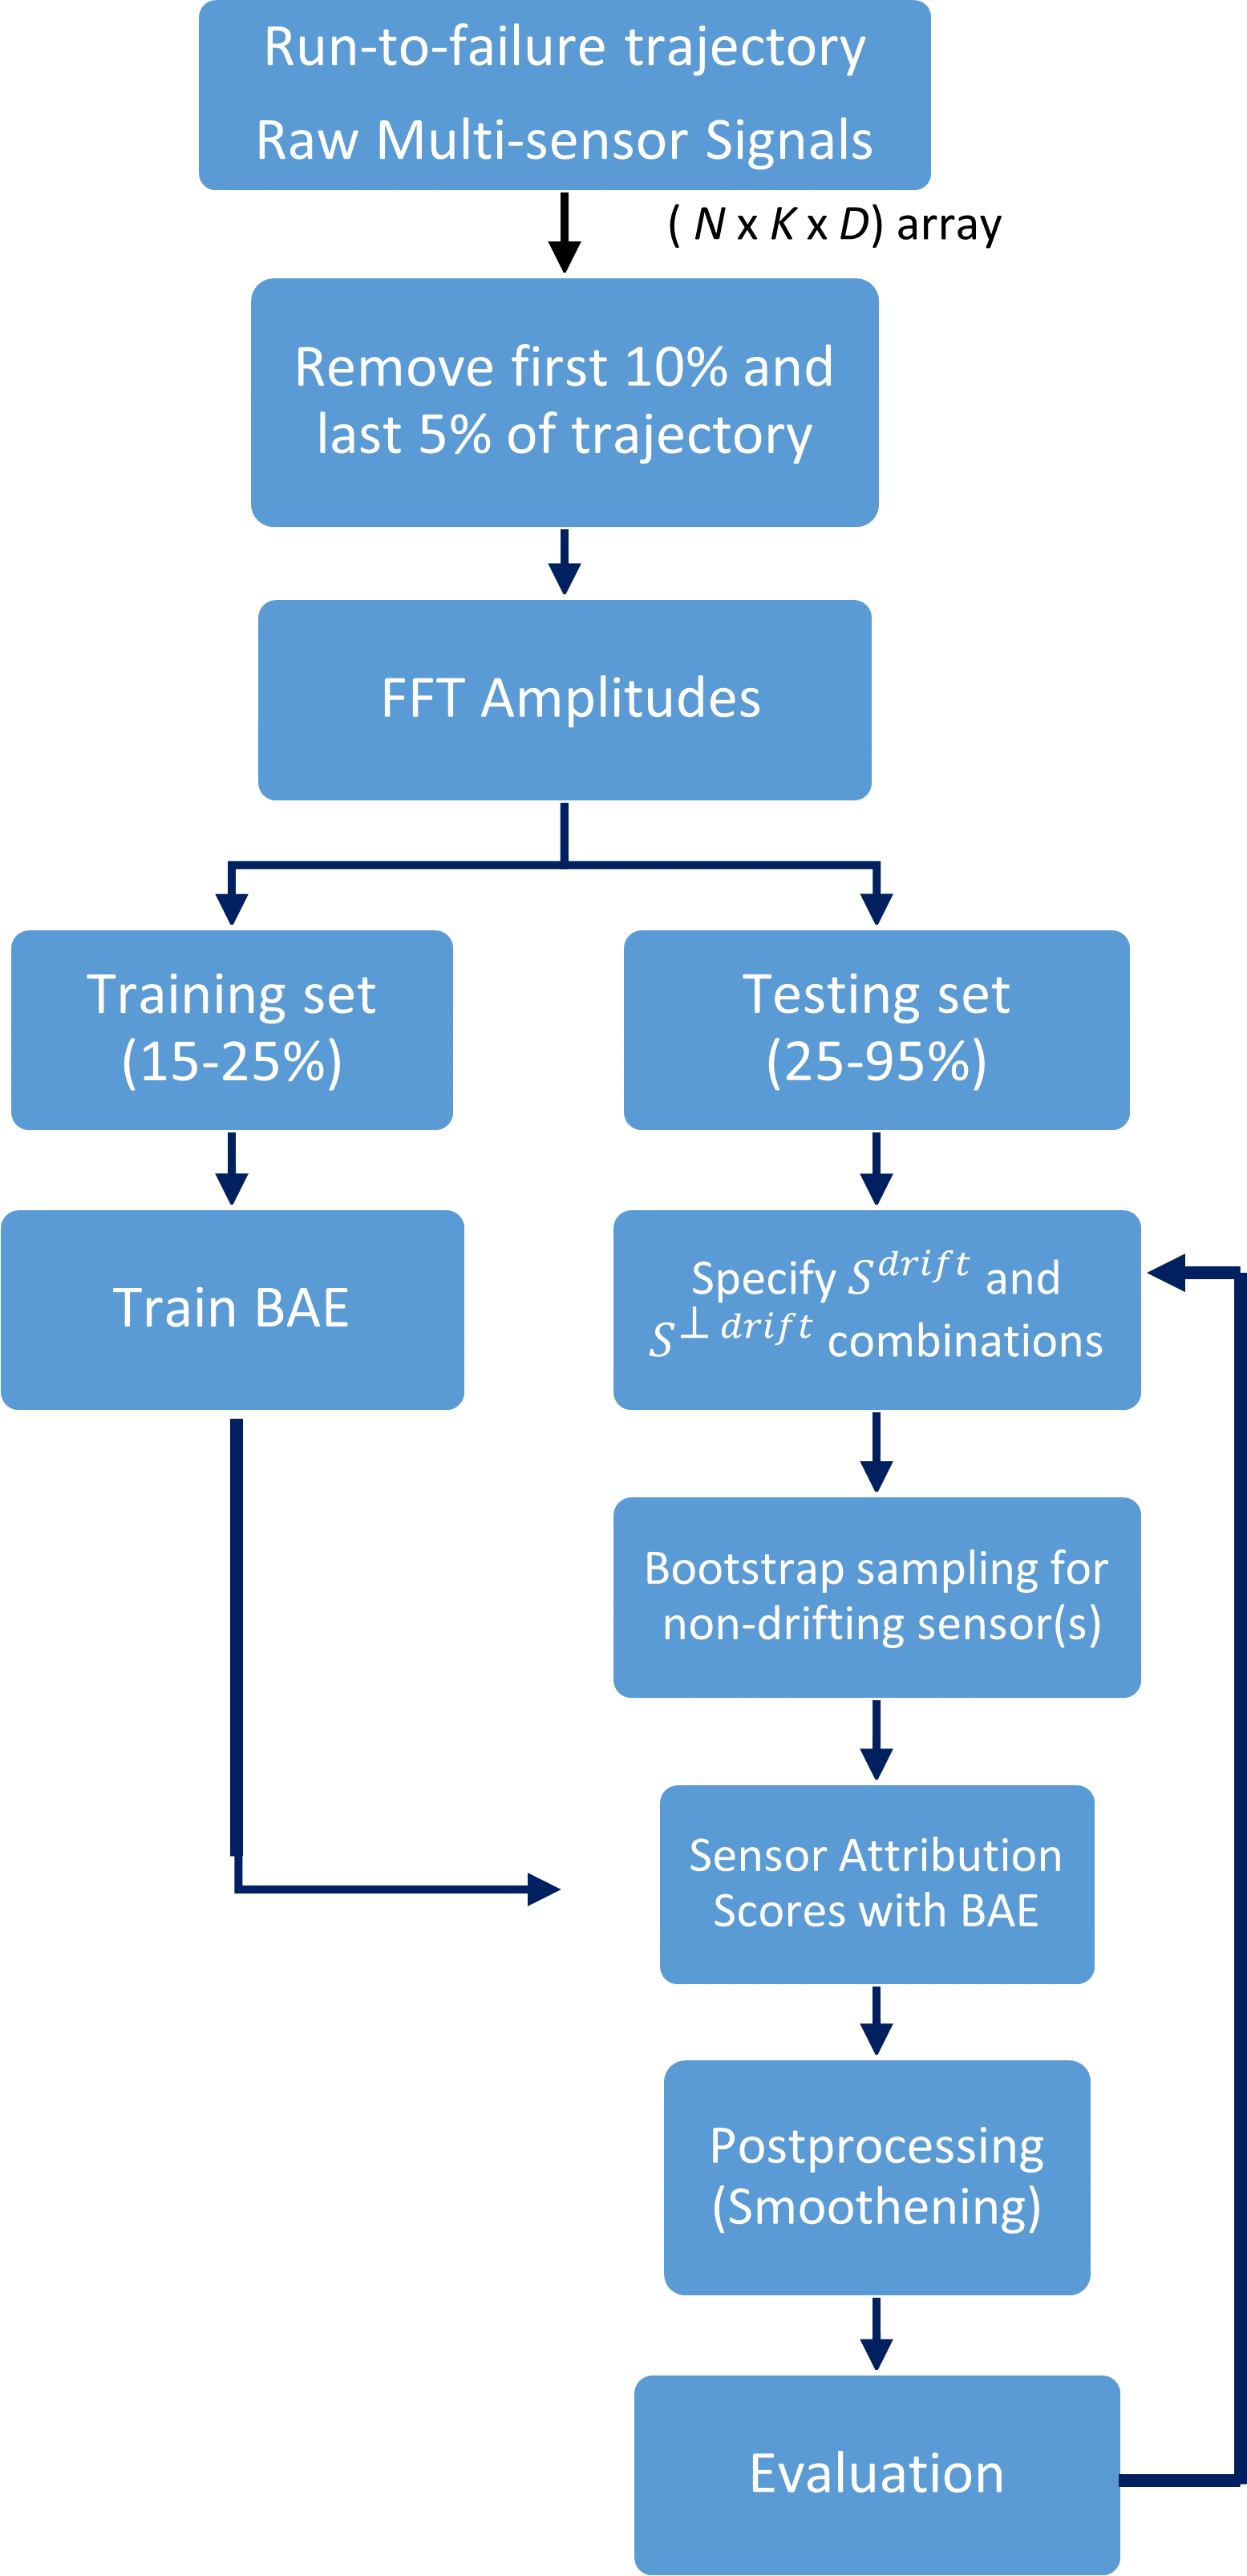 Run-to-failure trajectory
Raw Multi-sensor Signals
( N x K x D) array
Remove first 10% and
last 5% of trajectory
FFT Amplitudes
Training set
(15-25%)
Testing set
(25-95%)
Train BAE
Specify S^drift and
S^⊥ drift combinations
Bootstrap sampling for
non-drifting sensor(s)
Sensor Attribution
Scores with BAE
Postprocessing
(Smoothening)
Evaluation